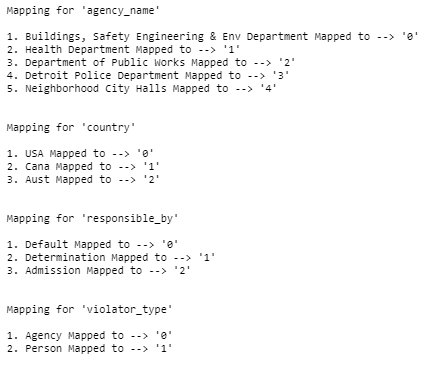 Mapping for 'agency_name'
1. Buildings, Safety Engineering & Env Department Mapped to --> '0'
2. Health Department Mapped to --> '1'
3. Department of Public Works Mapped to --> '2'
4. Detroit Police Department Mapped to --> '3'
5. Neighborhood City Halls Mapped to --> '4'
Mapping for 'country'
1. USA Mapped to --> '0'
2. Cana Mapped to --> '1'
3. Aust Mapped to --> '2'
Mapping for 'responsible_by'
1. Default Mapped to --> '0'
2. Determination Mapped to --> '1'
3. Admission Mapped to --> '2'
Mapping for 'violator_type'
1. Agency Mapped to --> '0'
2. Person Mapped to --> '1'